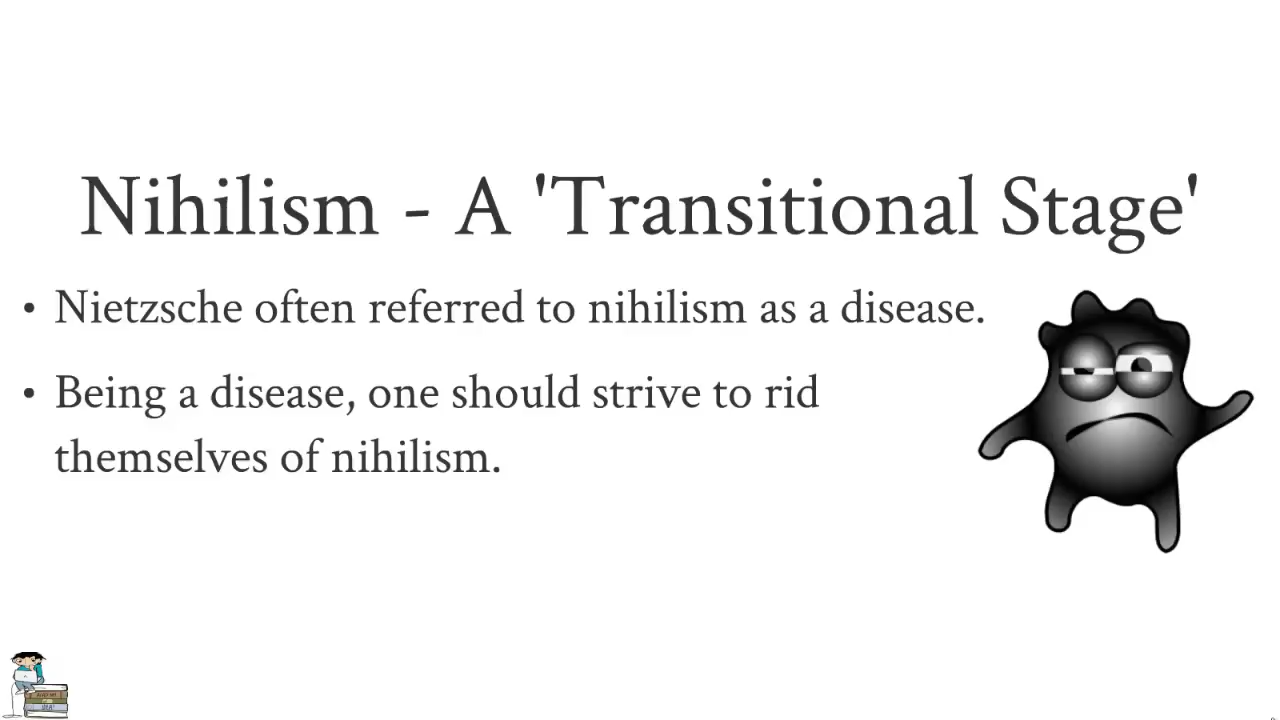 Nihilism - A 'Transitional Stage'
• Nietzsche often referred to nihilism as a disease.
• Being a disease, one should strive to rid
themselves of nihilism.